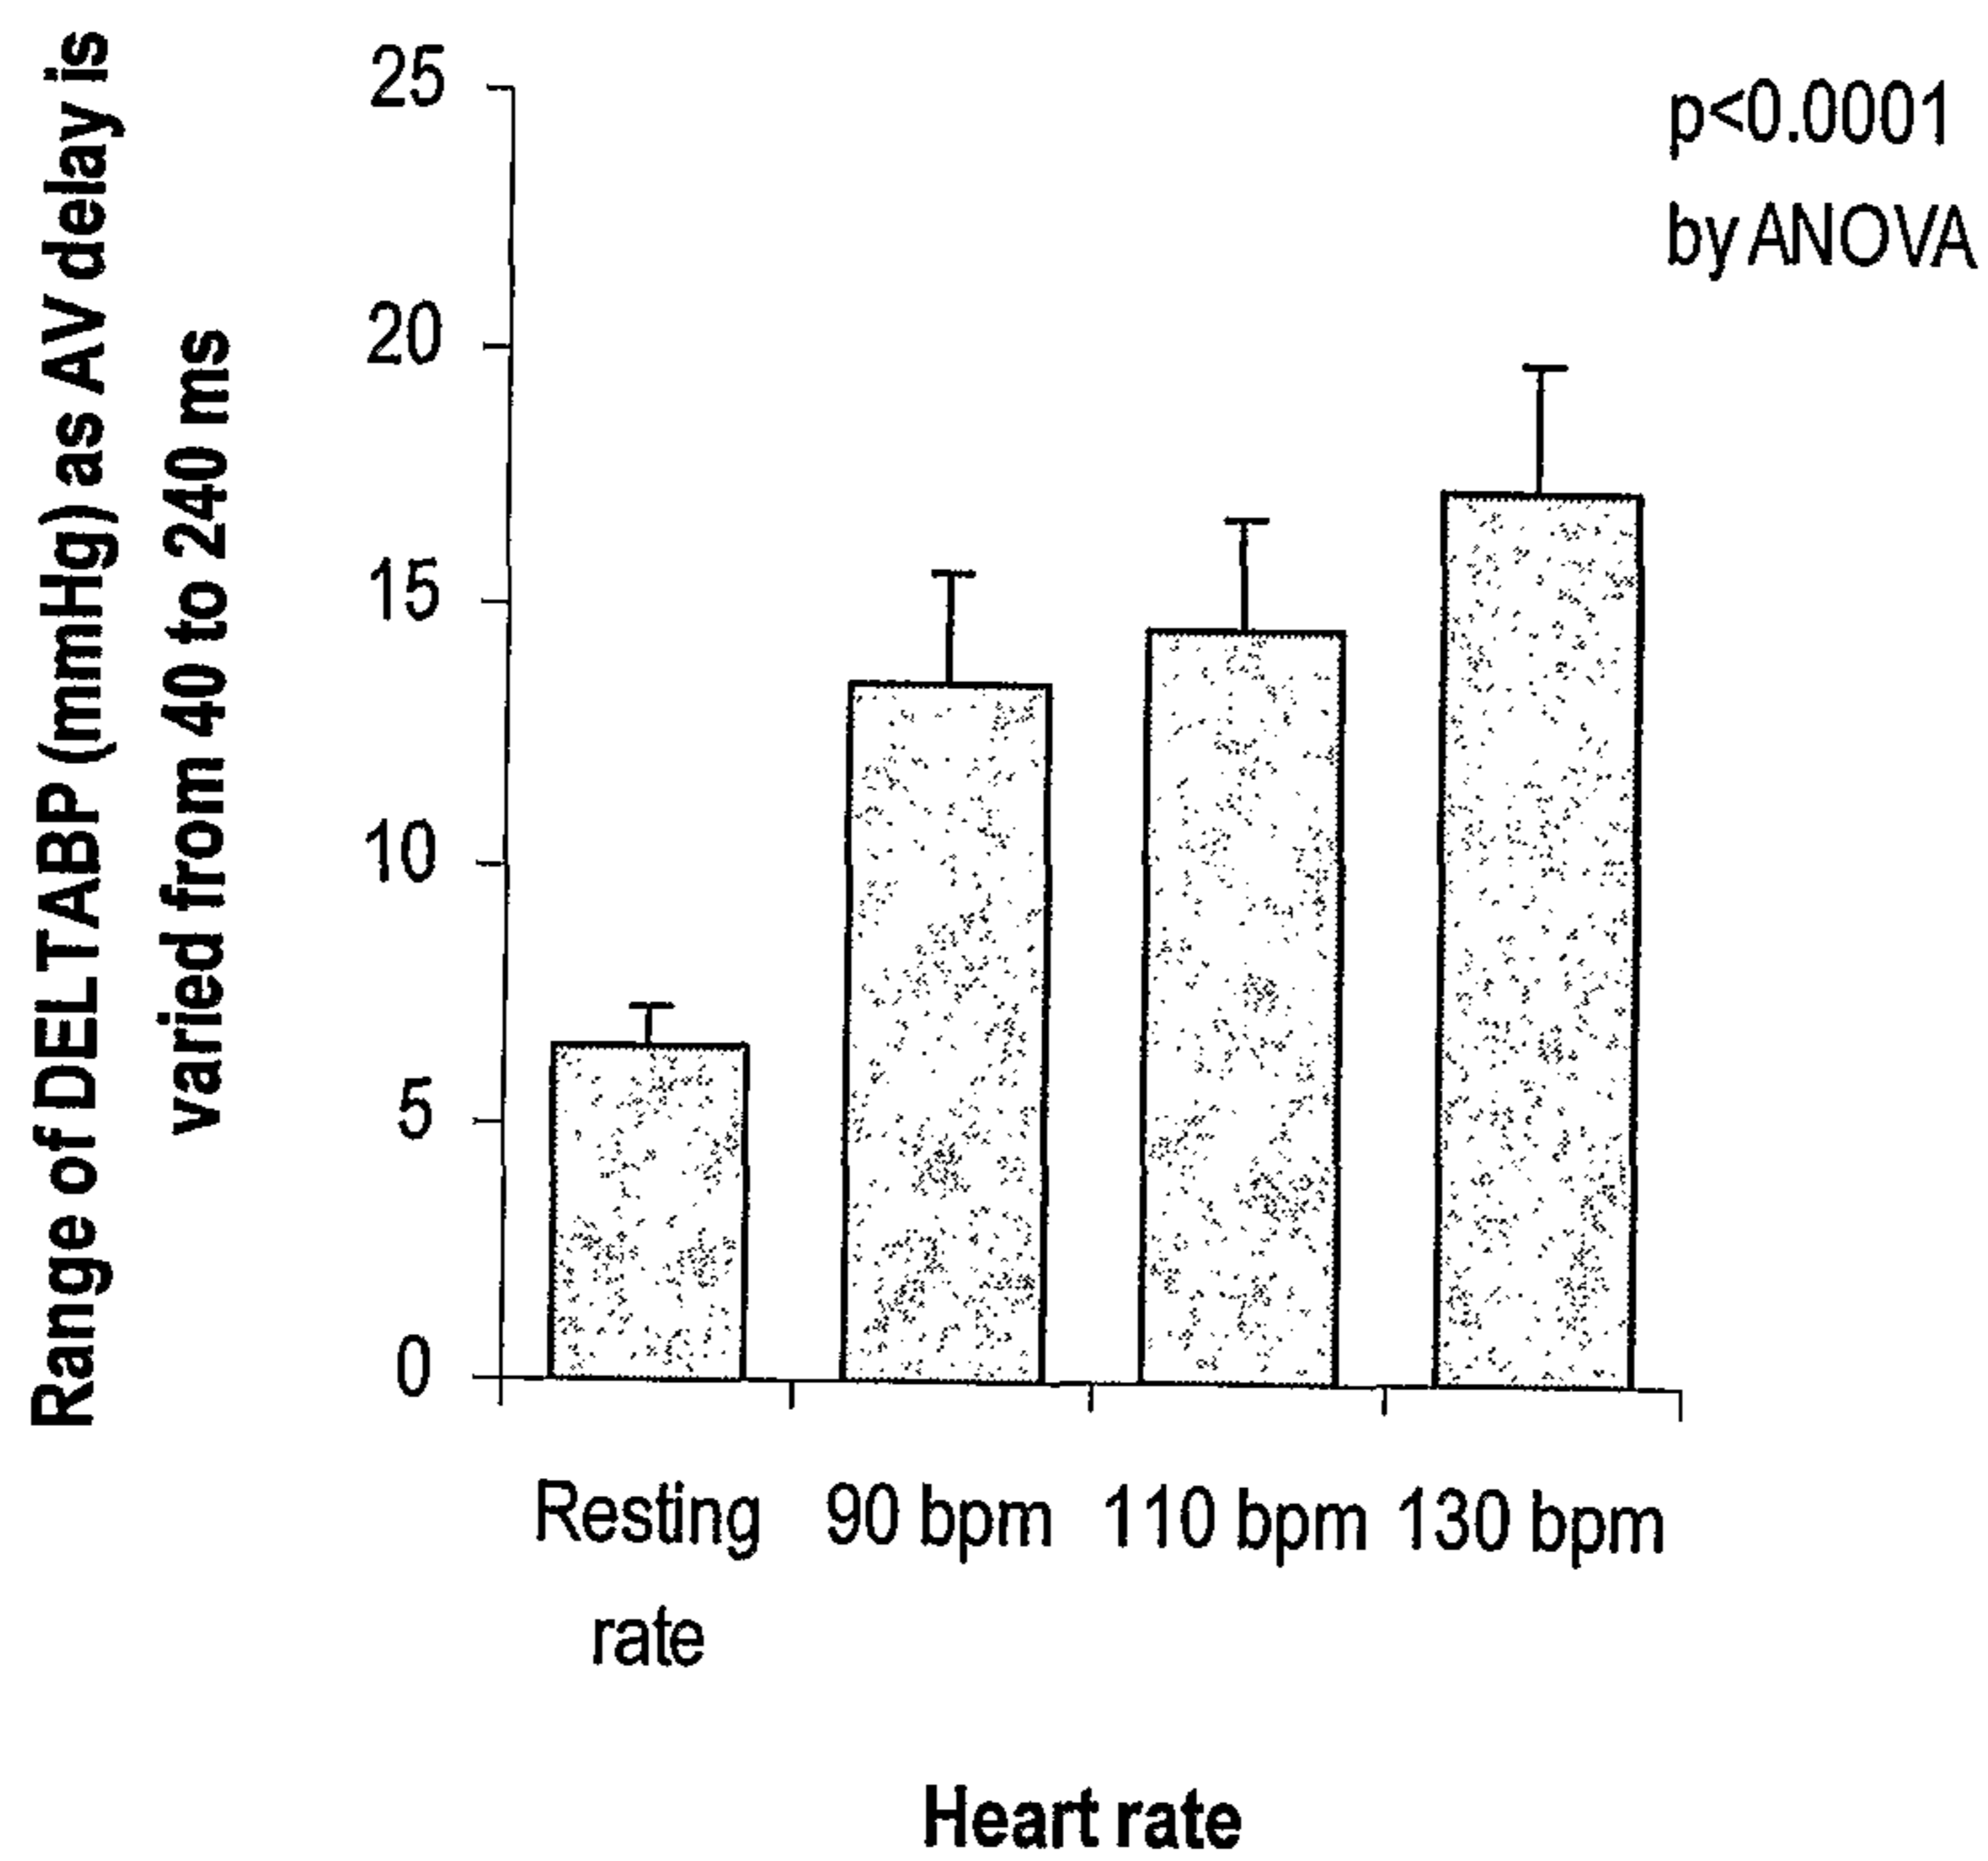 Range of DELTABP (mmHg) as AV delay is
varied from 40 to 240 ms
25
20
15
10
5
0
p<0.0001
by ANOVA
Resting
rate
90 bpm
110 bpm
130 bpm
Heart rate